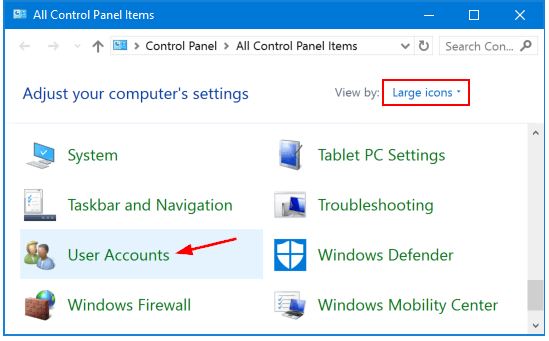 All Control Panel Items
Control Panel > All Control Panel Items
Search Con...
Adjust your computer's settings
View by: Large icons
System
Tablet PC Settings
Taskbar and Navigation
Troubleshooting
User Accounts
Windows Defender
Windows Firewall
Windows Mobility Center